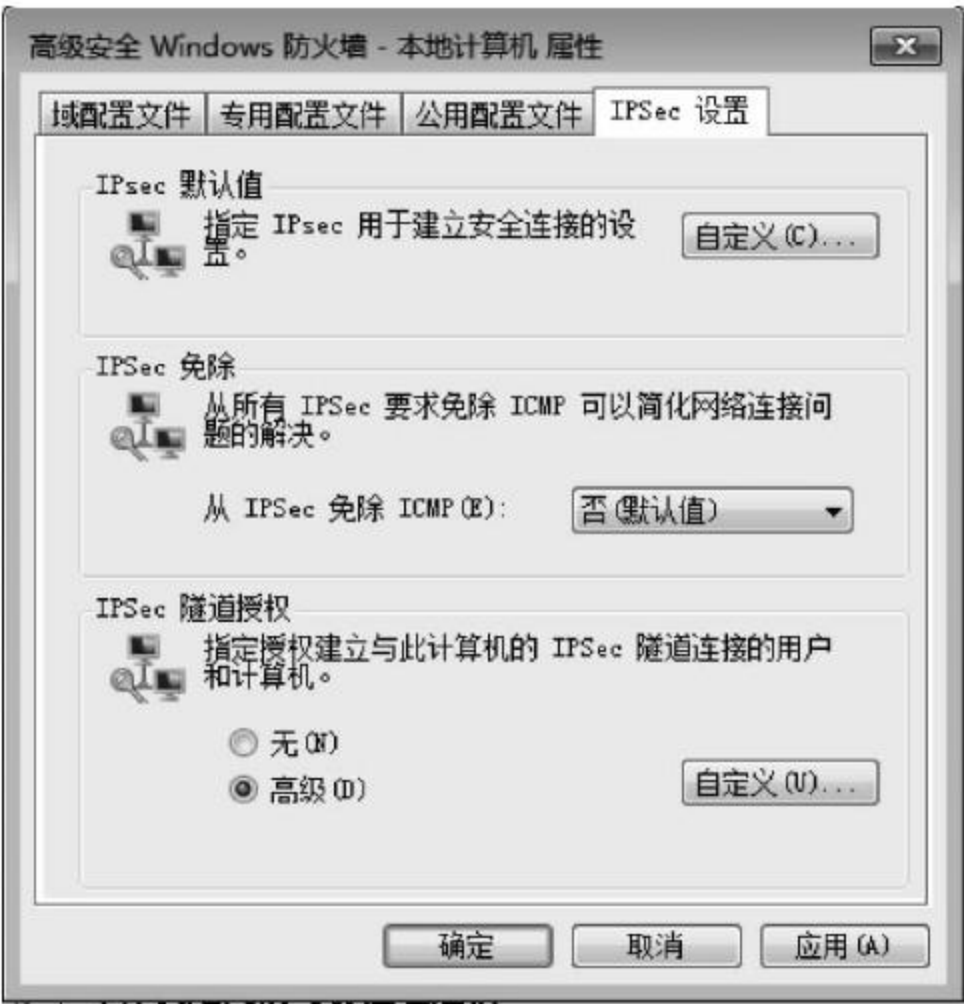 高级安全 Windows 防火墙 - 本地计算机 属性
域配置文件 专用配置文件 公用配置文件 IPSec 设置
IPsec 默认值
指定 IPsec 用于建立安全连接的设
置。
自定义(C)...
IPSec 免除
从所有 IPSec 要求免除 ICMP 可以简化网络连接问
题的解决。
从 IPSec 免除 ICMP(E): 否(默认值)
IPSec 隧道授权
指定授权建立与此计算机的 IPSec 隧道连接的用户
和计算机。
无(N)
高级(D)
自定义(U)...
确定 取消 应用(A)